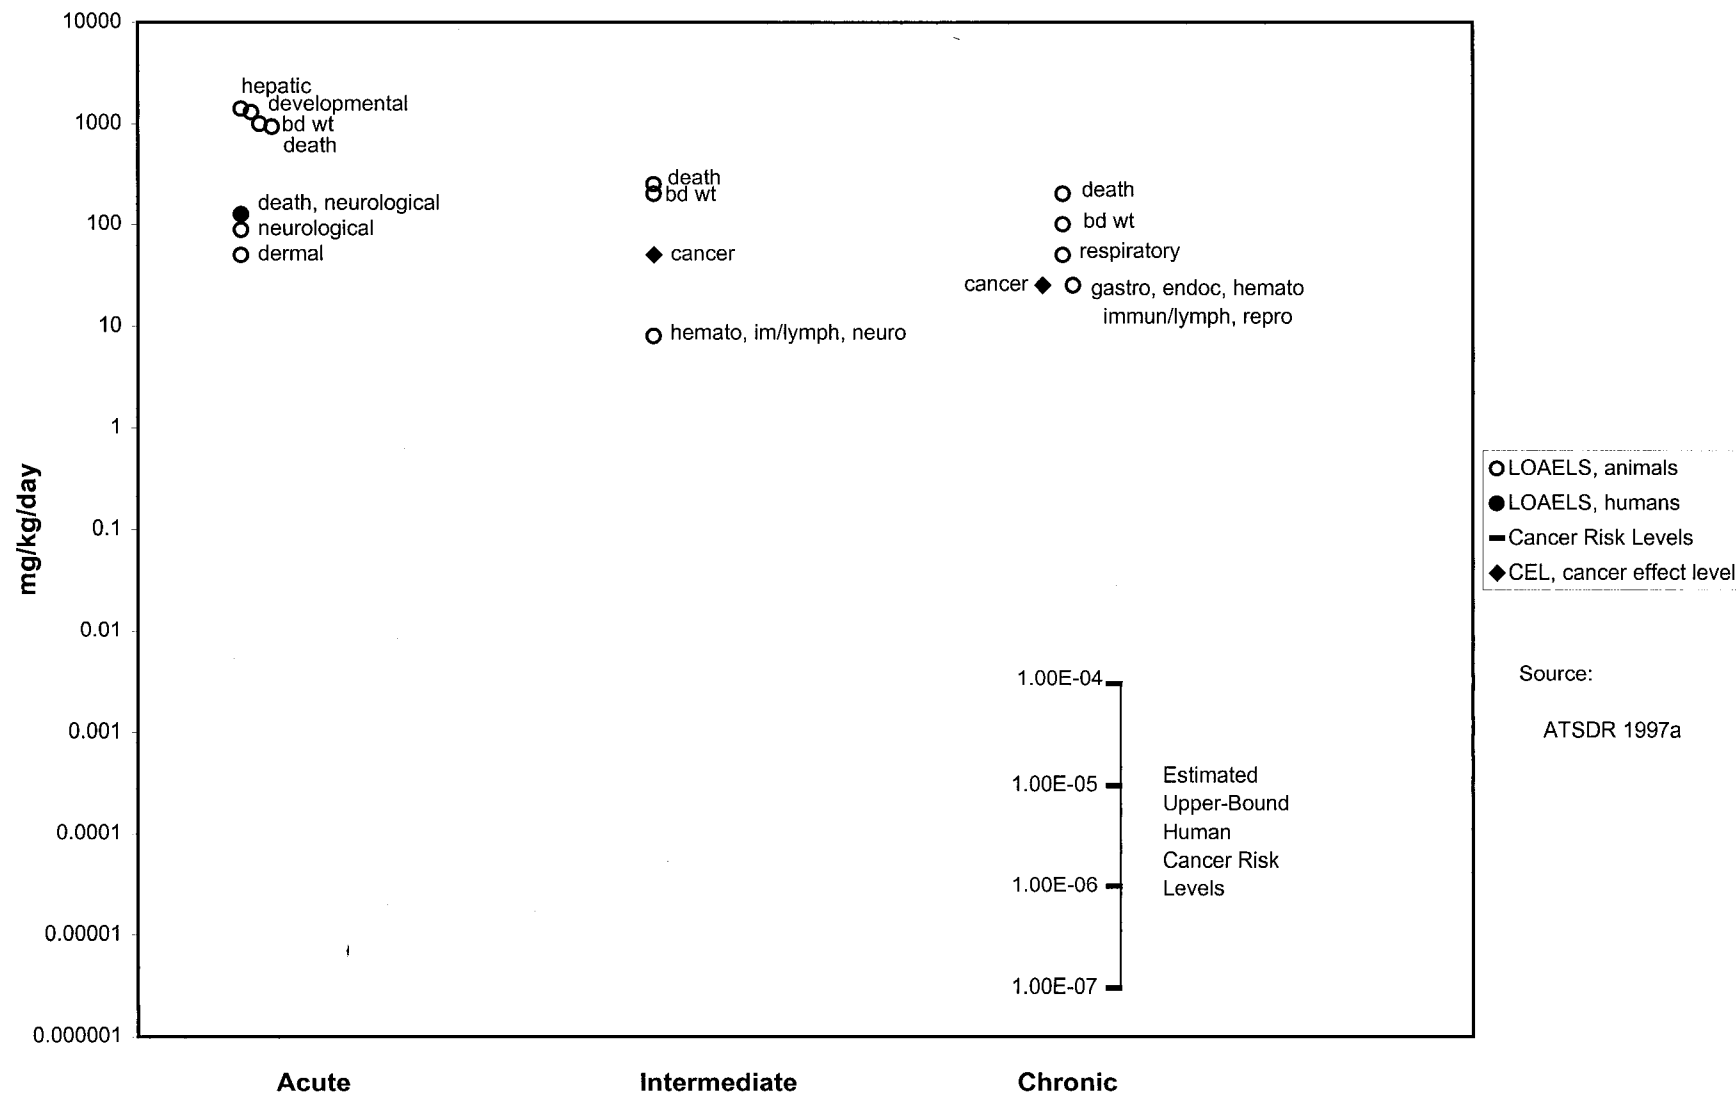 10000
hepatic
developmental
1000
bd wt
death
death
bd wt
death
death, neurological
100
neurological
bd wt
dermal
cancer
respiratory
cancer
gastro, endoc, hemato
immun/lymph, repro
10
hemato, im/lymph, neuro
1
mg/kg/day
LOAELS, animals
LOAELS, humans
Cancer Risk Levels
CEL, cancer effect level
0.1
0.01
1.00E-04
Source:
ATSDR 1997a
0.001
1.00E-05
Estimated
Upper-Bound
Human
Cancer Risk
Levels
0.0001
1.00E-06
0.00001
1.00E-07
0.000001
Acute
Intermediate
Chronic